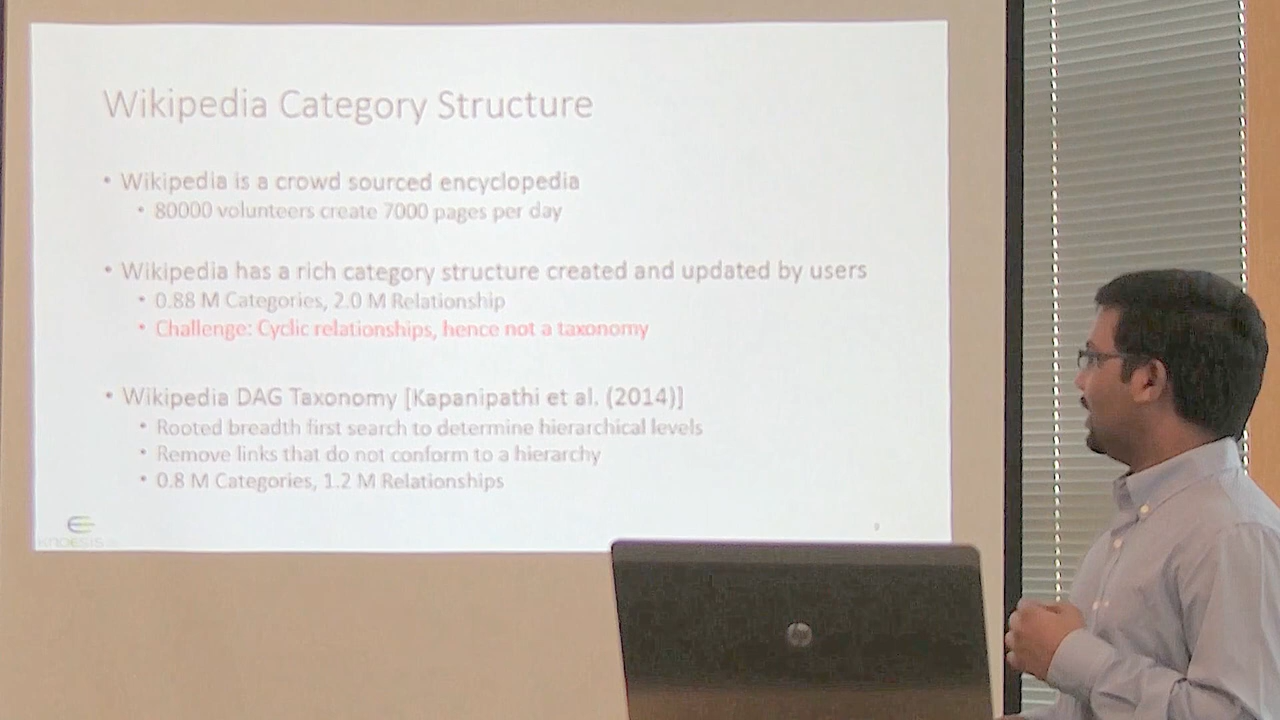 Wikipedia Category Structure
• Wikipedia is a crowd sourced encyclopedia
• 80000 volunteers create 7000 pages per day
• Wikipedia has a rich category structure created and updated by users
• 0.88 M Categories, 2.0 M Relationship
• Challenge: Cyclic relationships, hence not a taxonomy
• Wikipedia DAG Taxonomy [Kapanipathi et al. (2014)]
• Rooted breadth first search to determine hierarchical levels
• Remove links that do not conform to a hierarchy
• 0.8 M Categories, 1.2 M Relationships
KNOESIS
9
hp